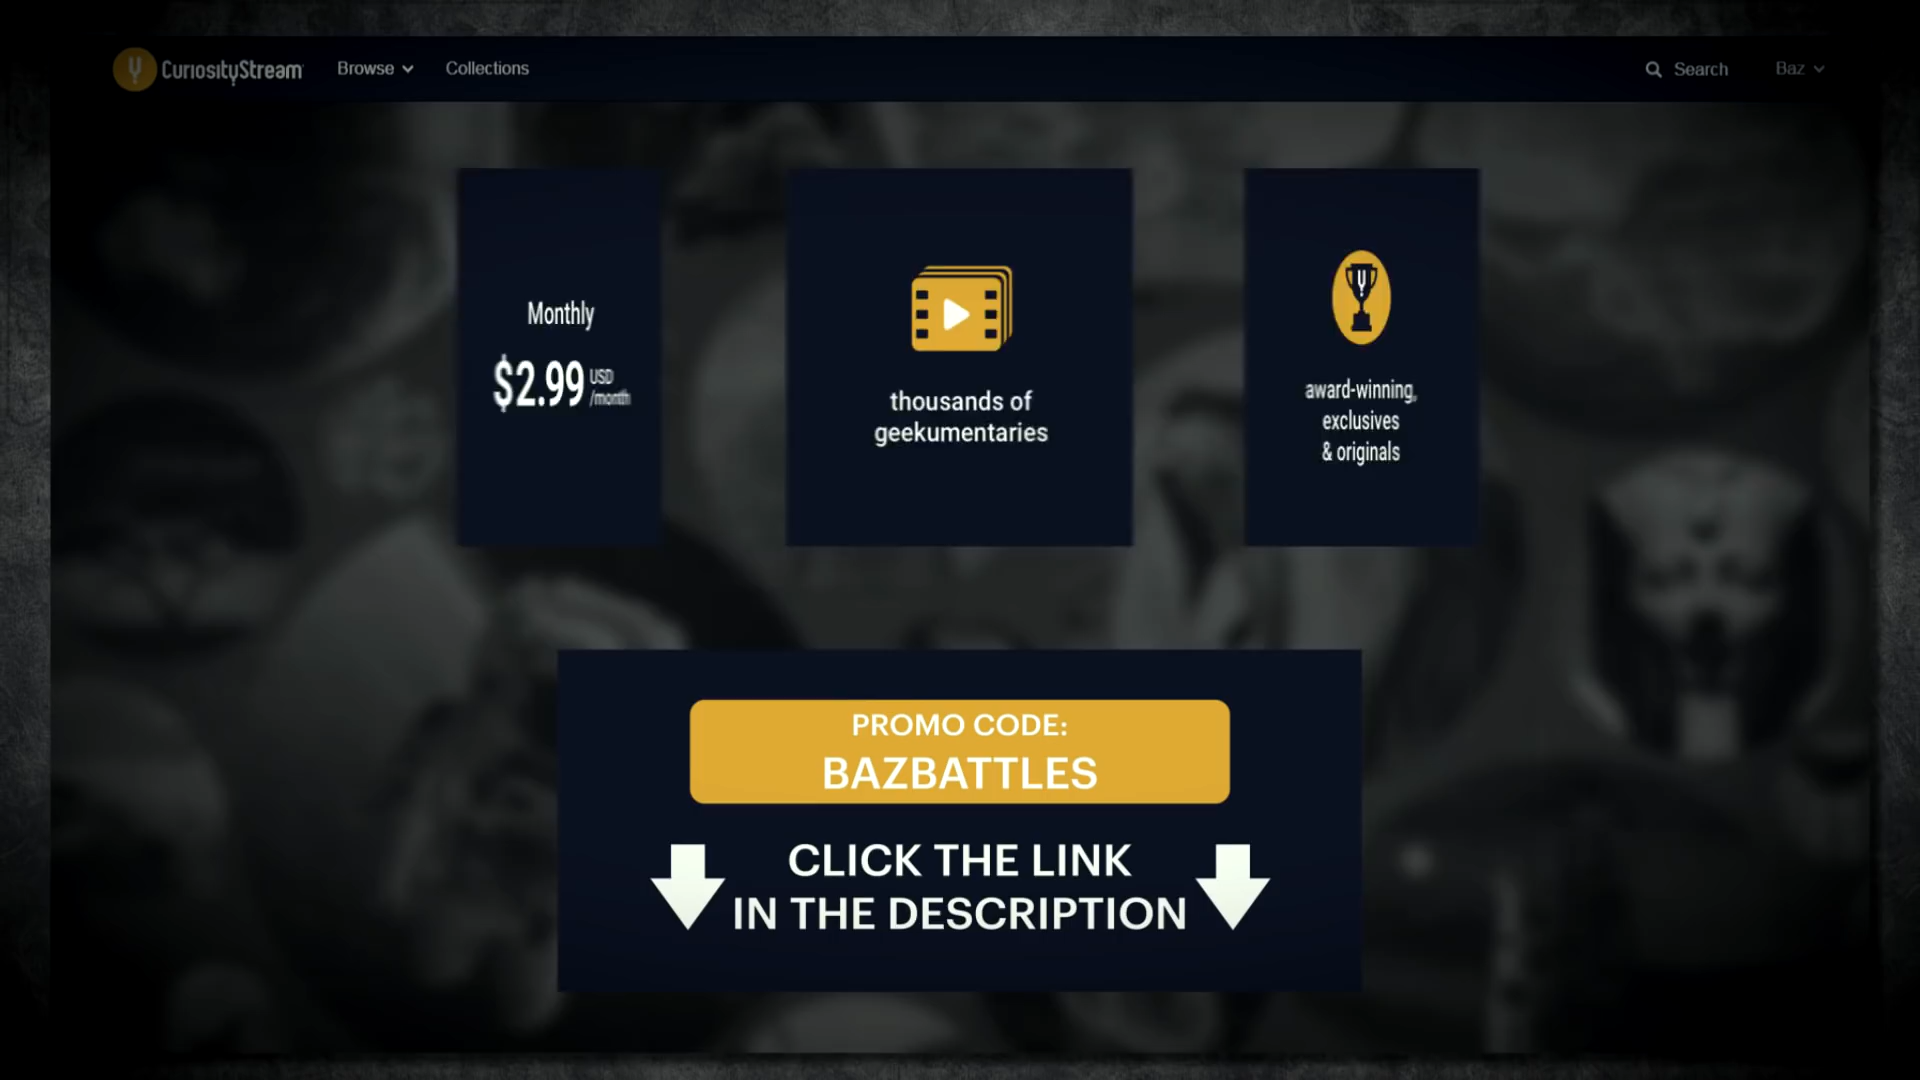 CuriosityStream
Browse
Collections
Search
Baz
Monthly
$2.99 USD /month
thousands of
geekumentaries
award-winning,
exclusives
& originals
PROMO CODE:
BAZBATTLES
CLICK THE LINK
IN THE DESCRIPTION